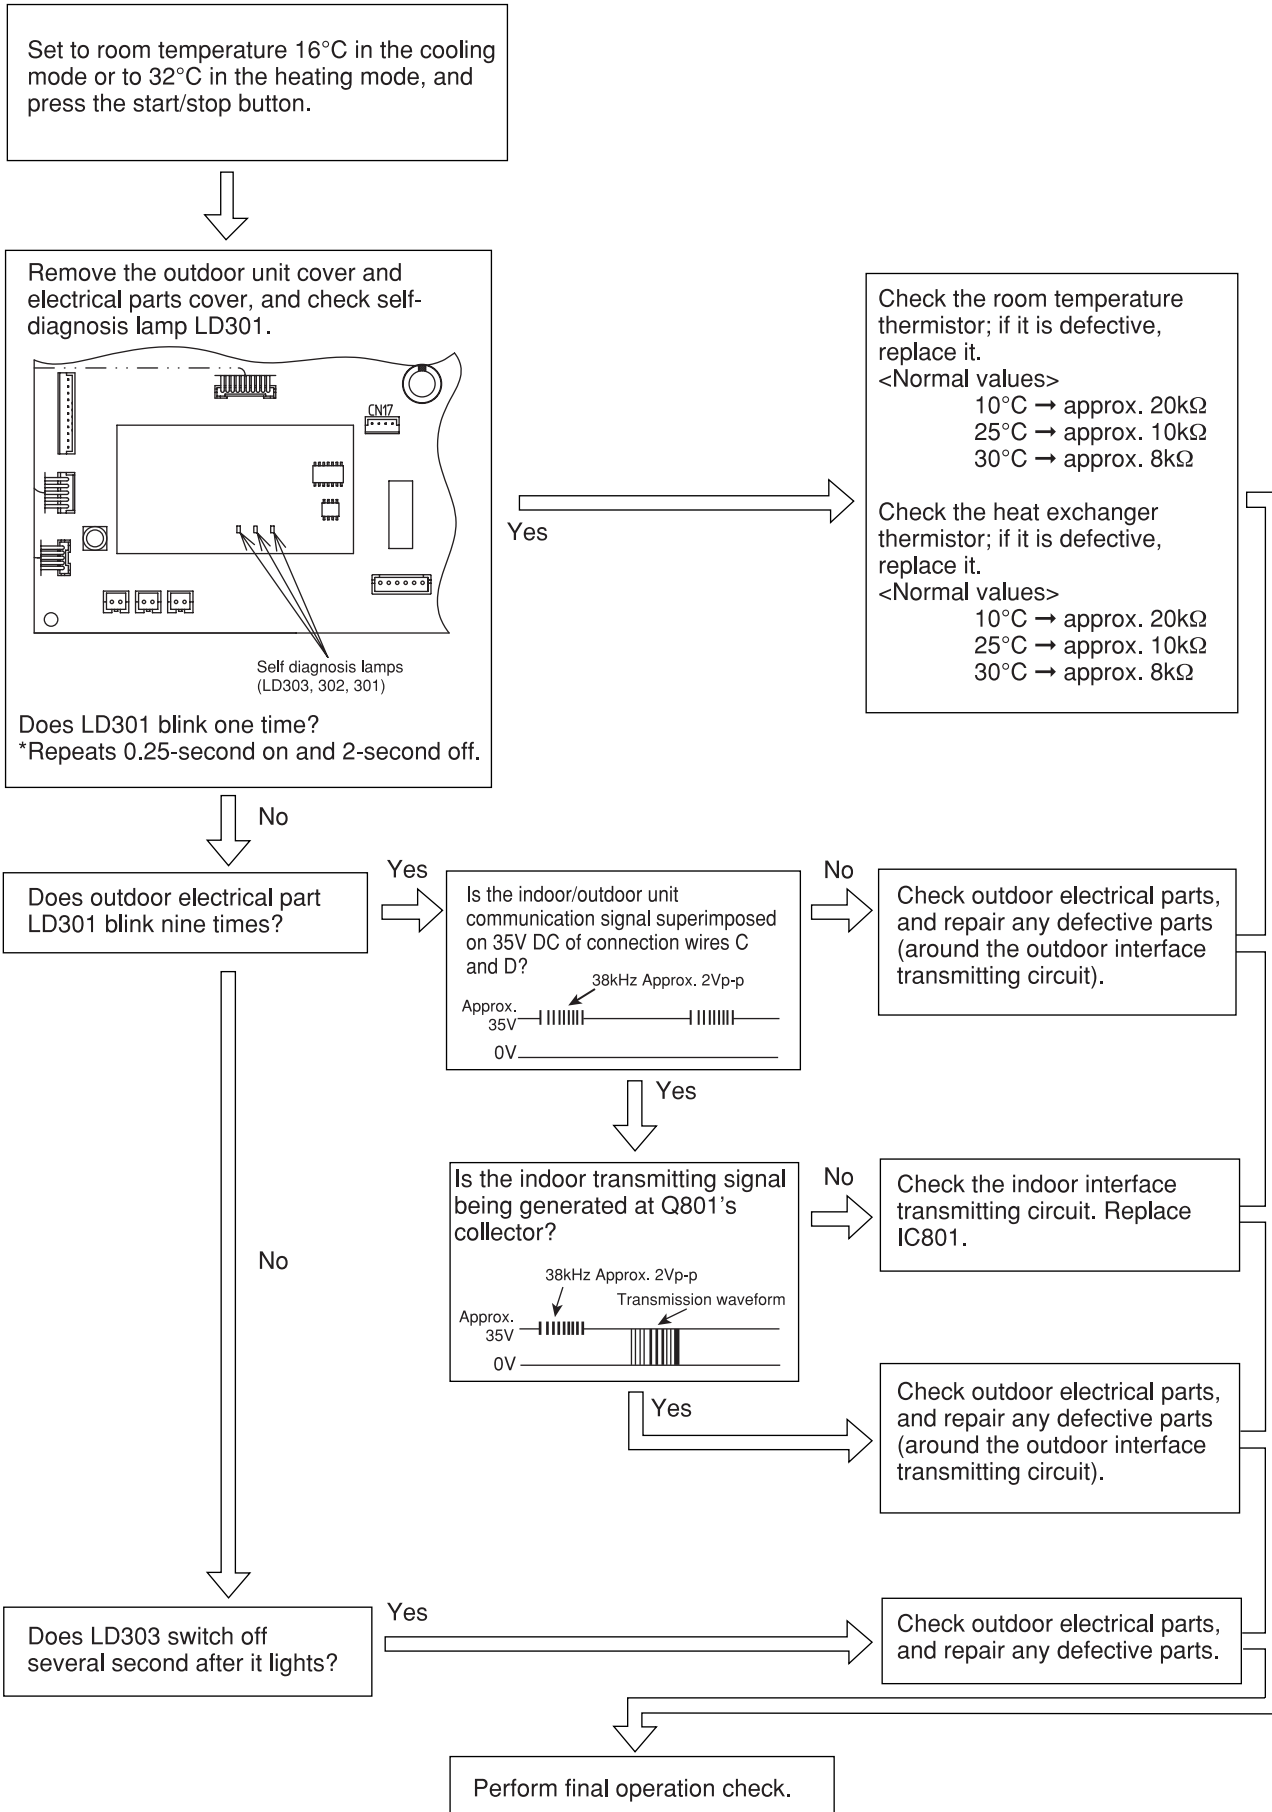 Set to room temperature 16°C in the cooling
mode or to 32°C in the heating mode, and
press the start/stop button.
Remove the outdoor unit cover and
electrical parts cover, and check self-
diagnosis lamp LD301.
CN17
Self diagnosis lamps
(LD303, 302, 301)
Does LD301 blink one time?
*Repeats 0.25-second on and 2-second off.
Yes
Check the room temperature
thermistor; if it is defective,
replace it.
<Normal values>
10°C → approx. 20kΩ
25°C → approx. 10kΩ
30°C → approx. 8kΩ
Check the heat exchanger
thermistor; if it is defective,
replace it.
<Normal values>
10°C → approx. 20kΩ
25°C → approx. 10kΩ
30°C → approx. 8kΩ
No
Does outdoor electrical part
LD301 blink nine times?
Yes
Is the indoor/outdoor unit
communication signal superimposed
on 35V DC of connection wires C
and D?
38kHz Approx. 2Vp-p
Approx.
35V
0V
No
Check outdoor electrical parts,
and repair any defective parts
(around the outdoor interface
transmitting circuit).
Yes
Is the indoor transmitting signal
being generated at Q801's
collector?
38kHz Approx. 2Vp-p
Transmission waveform
Approx.
35V
0V
No
Check the indoor interface
transmitting circuit. Replace
IC801.
Yes
Check outdoor electrical parts,
and repair any defective parts
(around the outdoor interface
transmitting circuit).
No
Does LD303 switch off
several second after it lights?
Yes
Check outdoor electrical parts,
and repair any defective parts.
Perform final operation check.